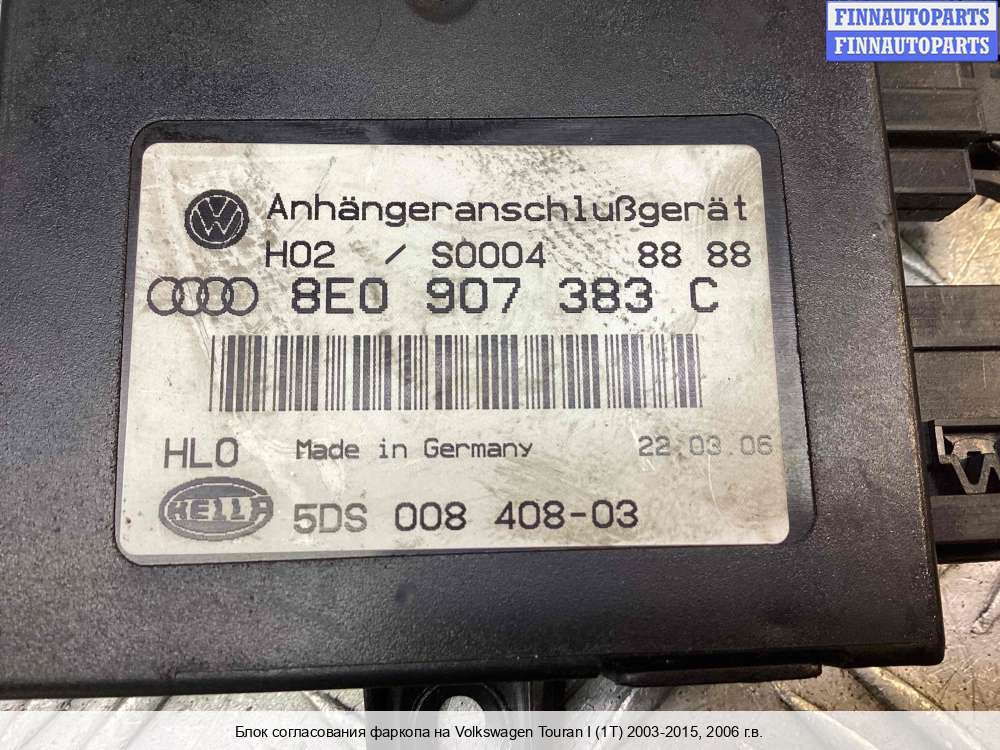 FINNAUTOPARTS
FINNAUTOPARTS
Anhängeranschlußgerät
H02 / S0004 88 88
8E0 907 383 C
HLO Made in Germany 22.03.06
HELLA 5DS 008 408-03
Блок согласования фаркопа на Volkswagen Touran I (1T) 2003-2015, 2006 г.в.